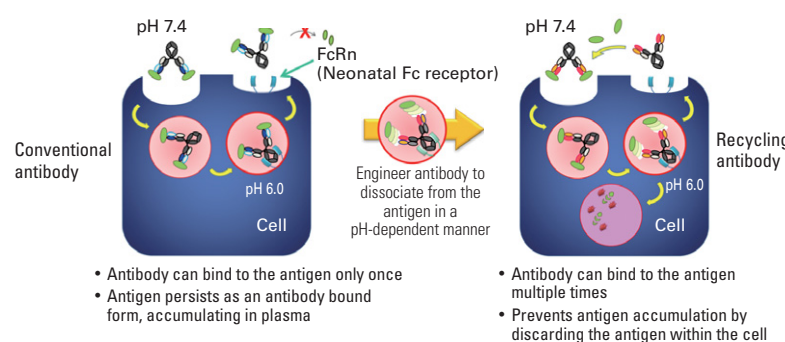 pH 7.4
FcRn
(Neonatal Fc receptor)
Conventional
antibody
pH 6.0
Cell
Engineer antibody to
dissociate from the
antigen in a
pH-dependent manner
pH 7.4
Recycling
antibody
pH 6.0
Cell
• Antibody can bind to the antigen only once
• Antigen persists as an antibody bound
form, accumulating in plasma
• Antibody can bind to the antigen
multiple times
• Prevents antigen accumulation by
discarding the antigen within the cell